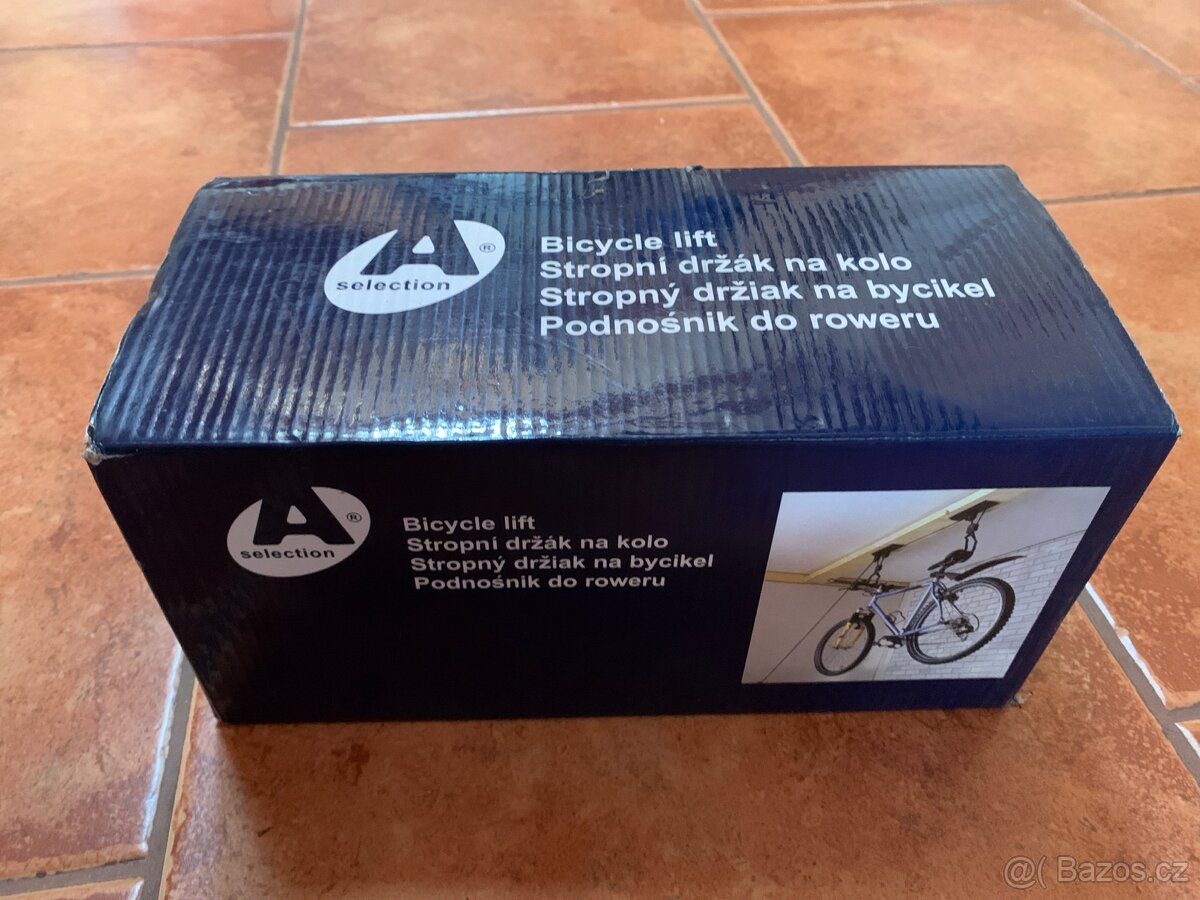 A®
selection
Bicycle lift
Stropní držák na kolo
Stropný držiak na bycikel
Podnośnik do roweru
A®
selection
Bicycle lift
Stropní držák na kolo
Stropný držiak na bycikel
Podnośnik do roweru
@( Bazos.cz